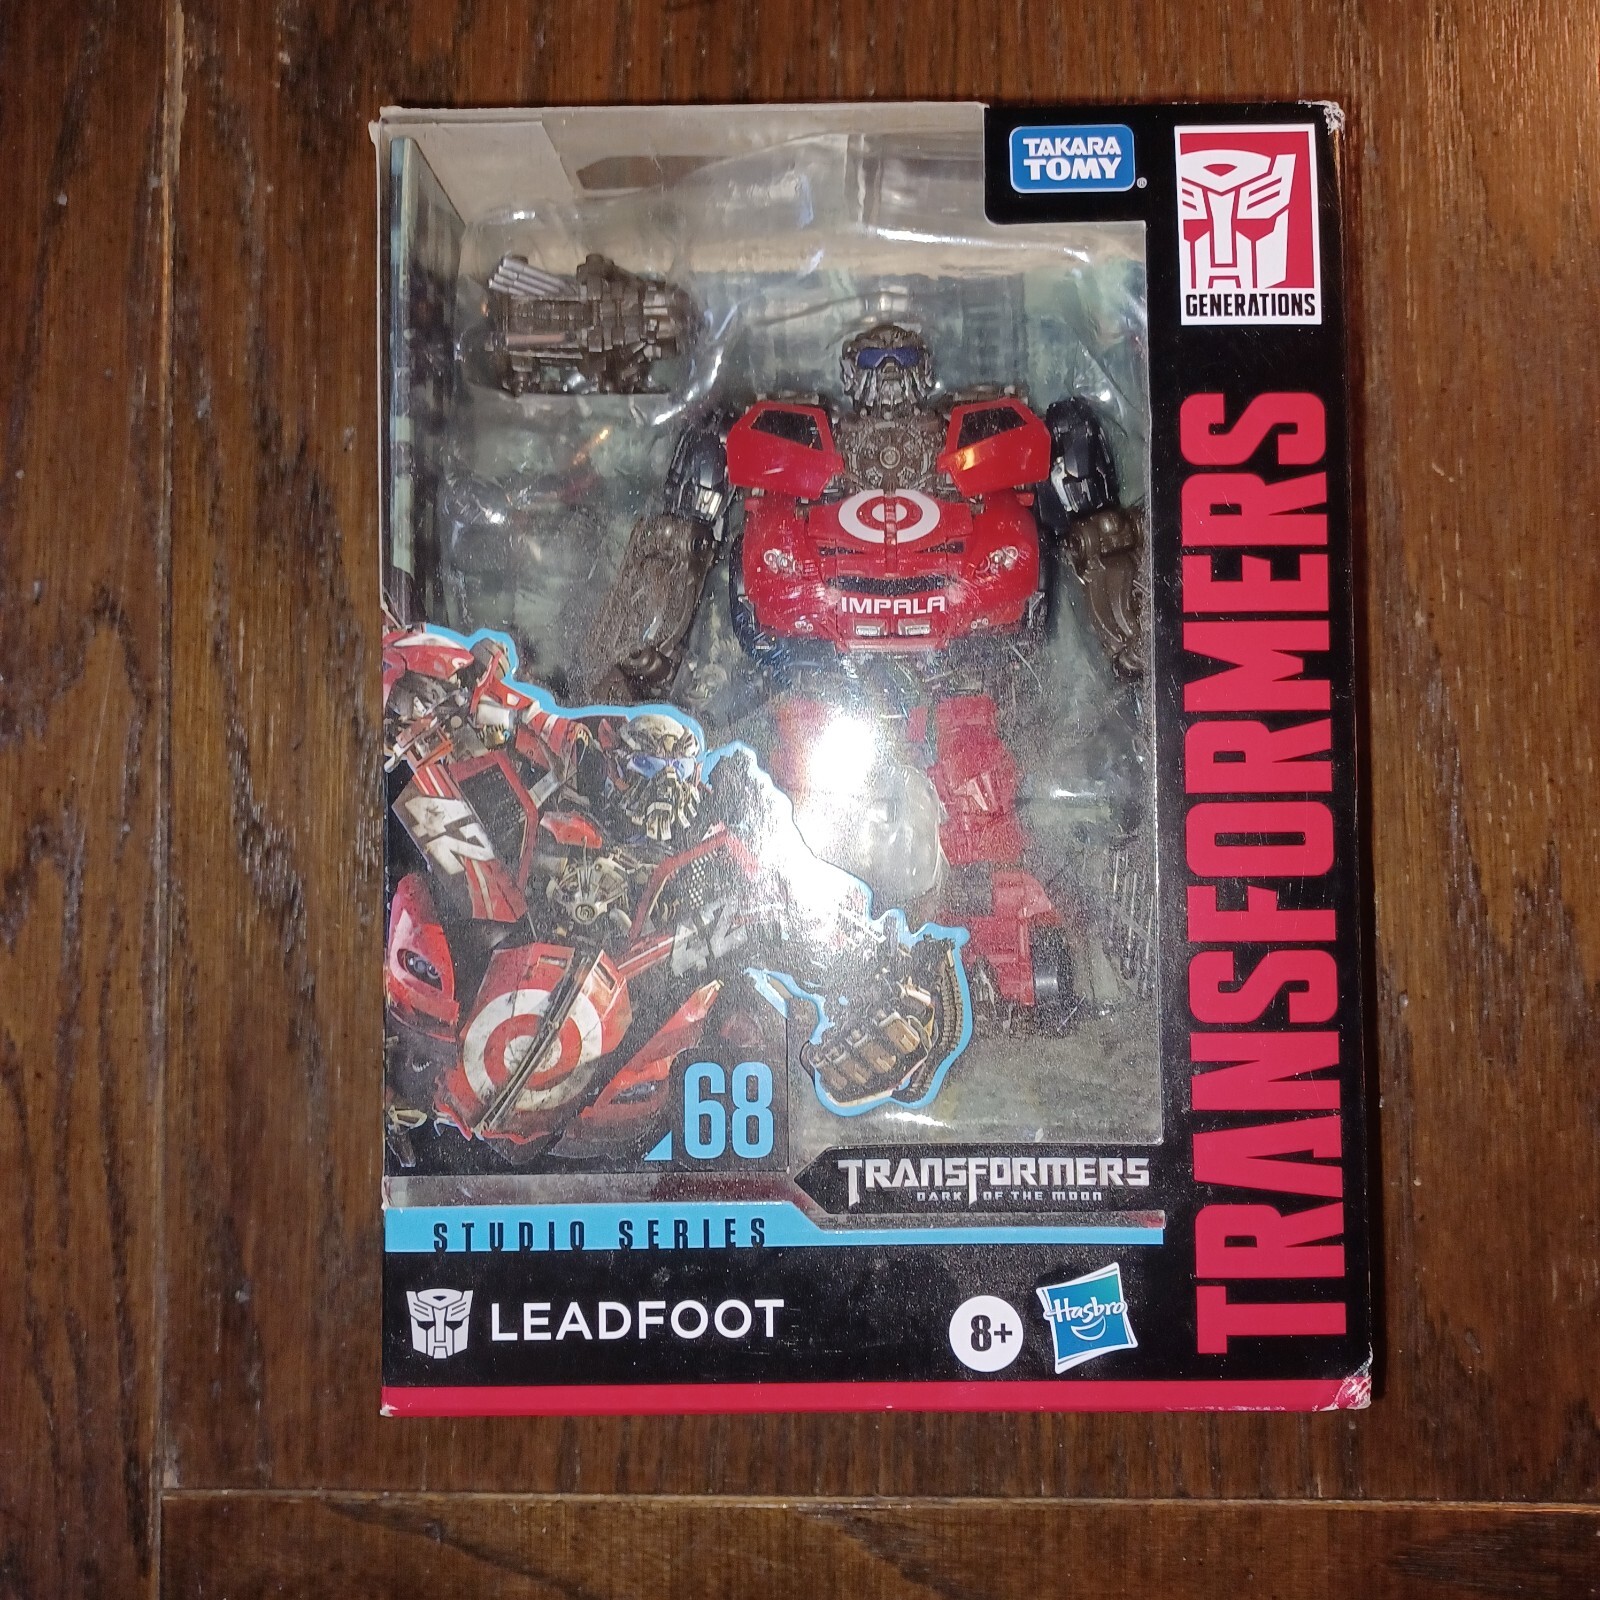 TAKARA
TOMY
®
GENERATIONS
TRANSFORMERS
IMPALA
42
42
68
TRANSFORMERS
DARK OF THE MOON
STUDIO SERIES
LEADFOOT
8+
Hasbro